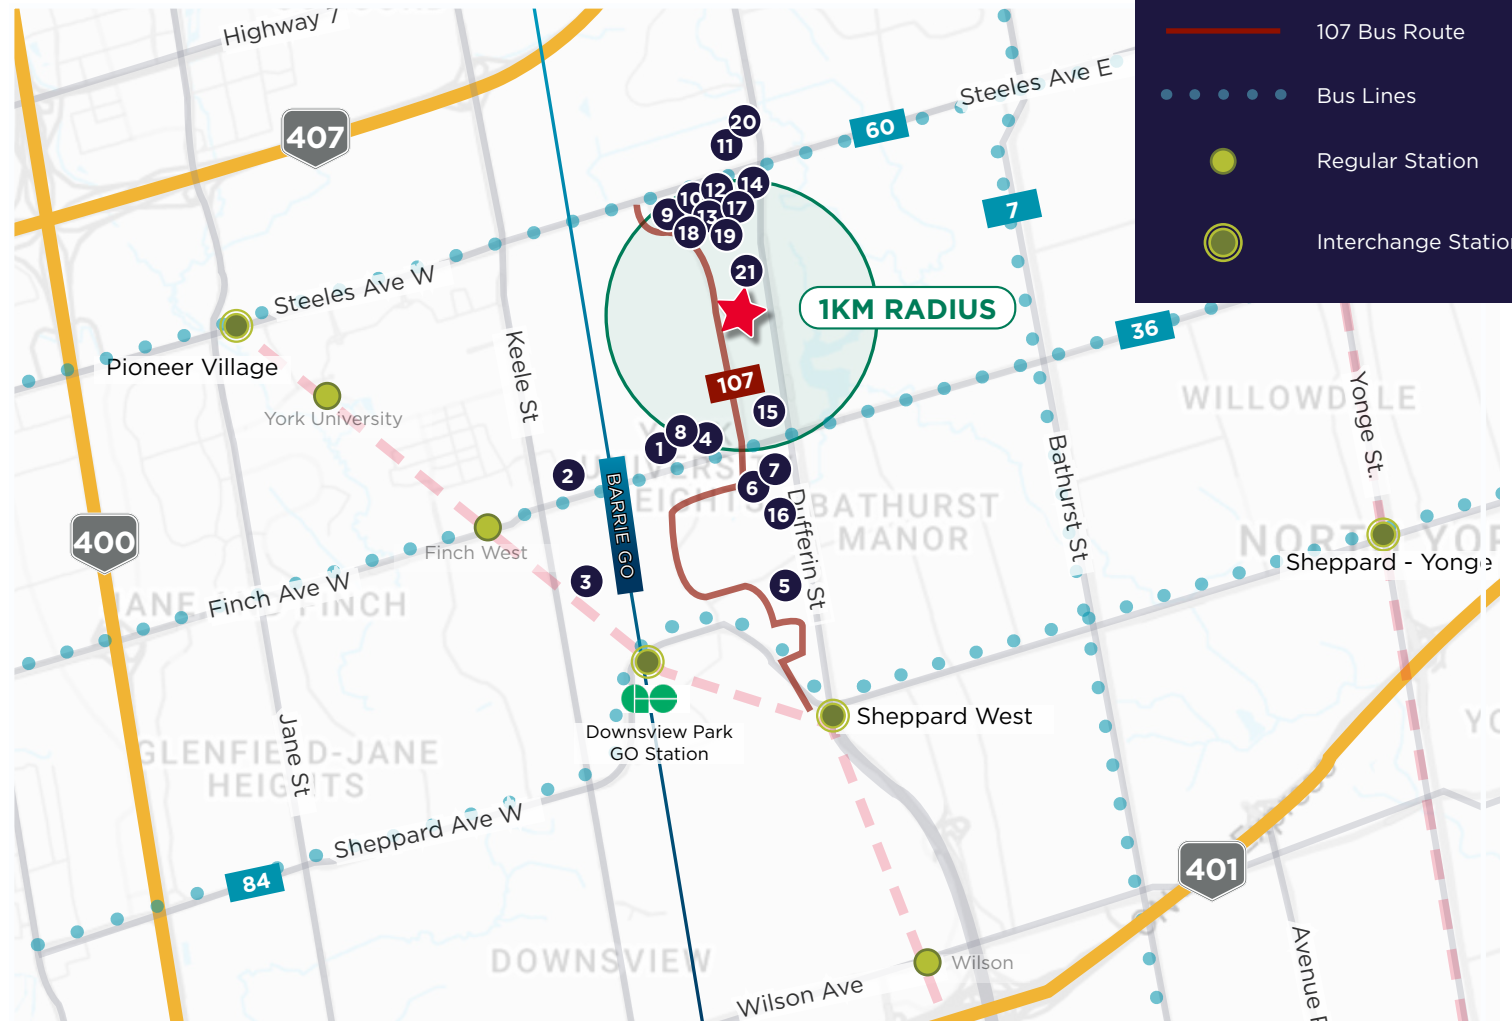 Highway 7
407
Steeles Ave E
60
107 Bus Route
Bus Lines
Regular Station
20
11
12
14
10
9
13
17
18
19
21
7
Steeles Ave W
Keele St
1KM RADIUS
36
Pioneer Village
York University
107
15
WILLOWDALE
Yonge St.
8
4
1
2
BARRIE GO
7
6
16
Dufferin St
BATHURST
MANOR
Bathurst St
400
Finch West
Sheppard - Yonge
3
5
Finch Ave W
JANE
FINCH
Downsview Park
GO Station
Sheppard West
GLENFIELD-JANE
HEIGHTS
Jane St
Sheppard Ave W
84
401
DOWNSVIEW
Wilson
Wilson Ave